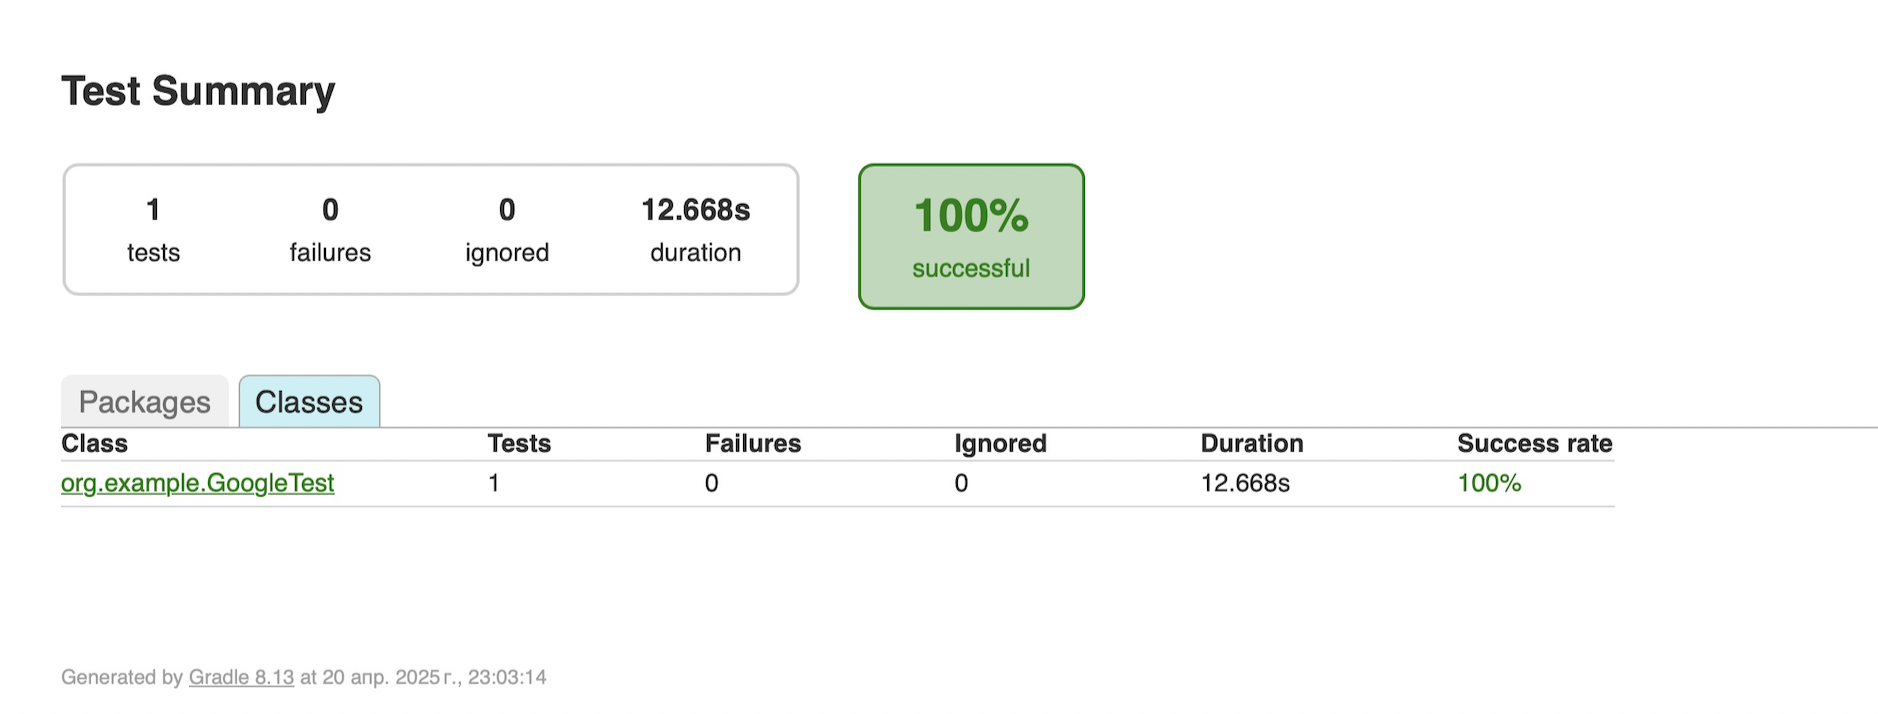 Test Summary
1 0 0 12.668s
tests failures ignored duration
100%
successful
Packages Classes
Class Tests Failures Ignored Duration Success rate
org.example.GoogleTest 1 0 0 12.668s 100%
Generated by Gradle 8.13 at 20 апр. 2025 г., 23:03:14